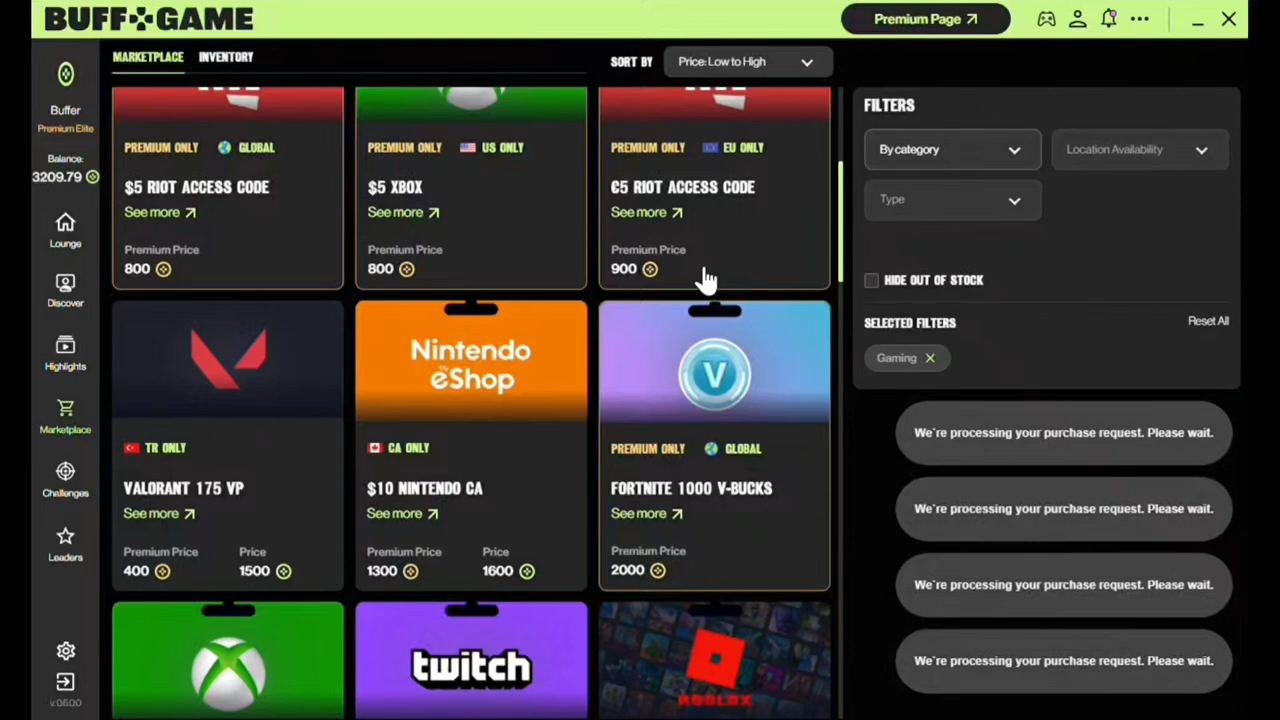 BUFF GAME
Premium Page
Buffer
Premium Elite
Balance:
3209.79
Lounge
Discover
Highlights
Marketplace
Challenges
Leaders
v.0.60.0
MARKETPLACE
INVENTORY
SORT BY
Price: Low to High
PREMIUM ONLY GLOBAL
$5 RIOT ACCESS CODE
See more
Premium Price
800
PREMIUM ONLY US ONLY
$5 XBOX
See more
Premium Price
800
PREMIUM ONLY EU ONLY
€5 RIOT ACCESS CODE
See more
Premium Price
900
TR ONLY
VALORANT 175 VP
See more
Premium Price Price
400 1500
Nintendo
eShop
CA ONLY
$10 NINTENDO CA
See more
Premium Price Price
1300 1600
V
PREMIUM ONLY GLOBAL
FORTNITE 1000 V-BUCKS
See more
Premium Price
2000
twitch
ROBLOX
FILTERS
By category
Location Availability
Type
HIDE OUT OF STOCK
SELECTED FILTERS
Reset All
Gaming
We're processing your purchase request. Please wait.
We're processing your purchase request. Please wait.
We're processing your purchase request. Please wait.
We're processing your purchase request. Please wait.